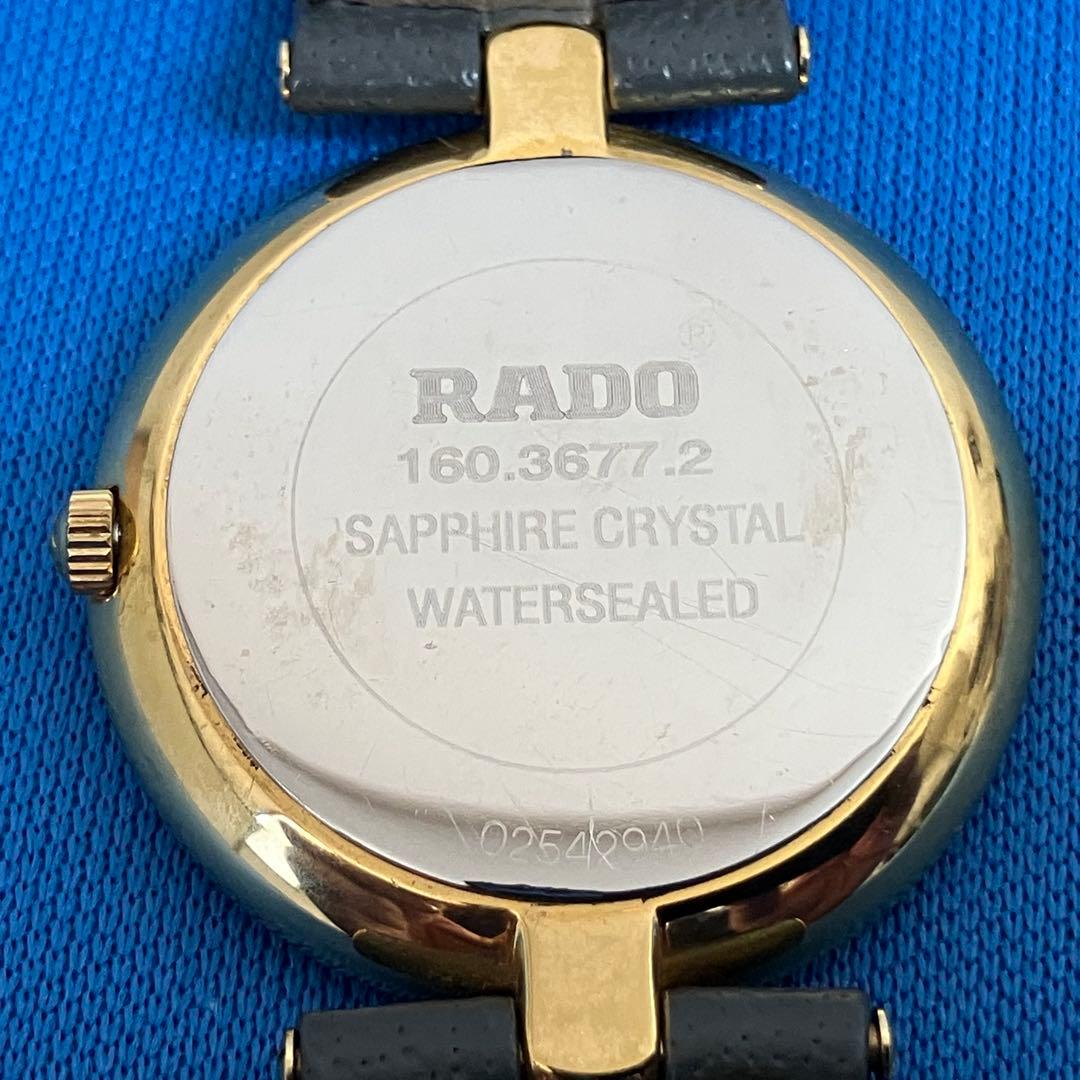 RADO®
160.3677.2
SAPPHIRE CRYSTAL
WATERSEALED
02542940